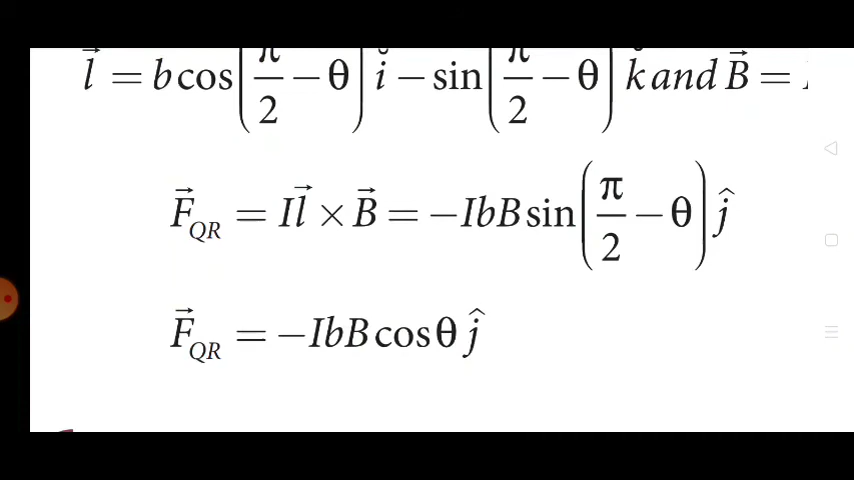 l⃗ = b cos(π/2 − θ) î − sin(π/2 − θ) k̂ and B⃗ =
F⃗_QR = I l⃗ × B⃗ = −IbB sin(π/2 − θ) ĵ
F⃗_QR = −IbB cos θ ĵ